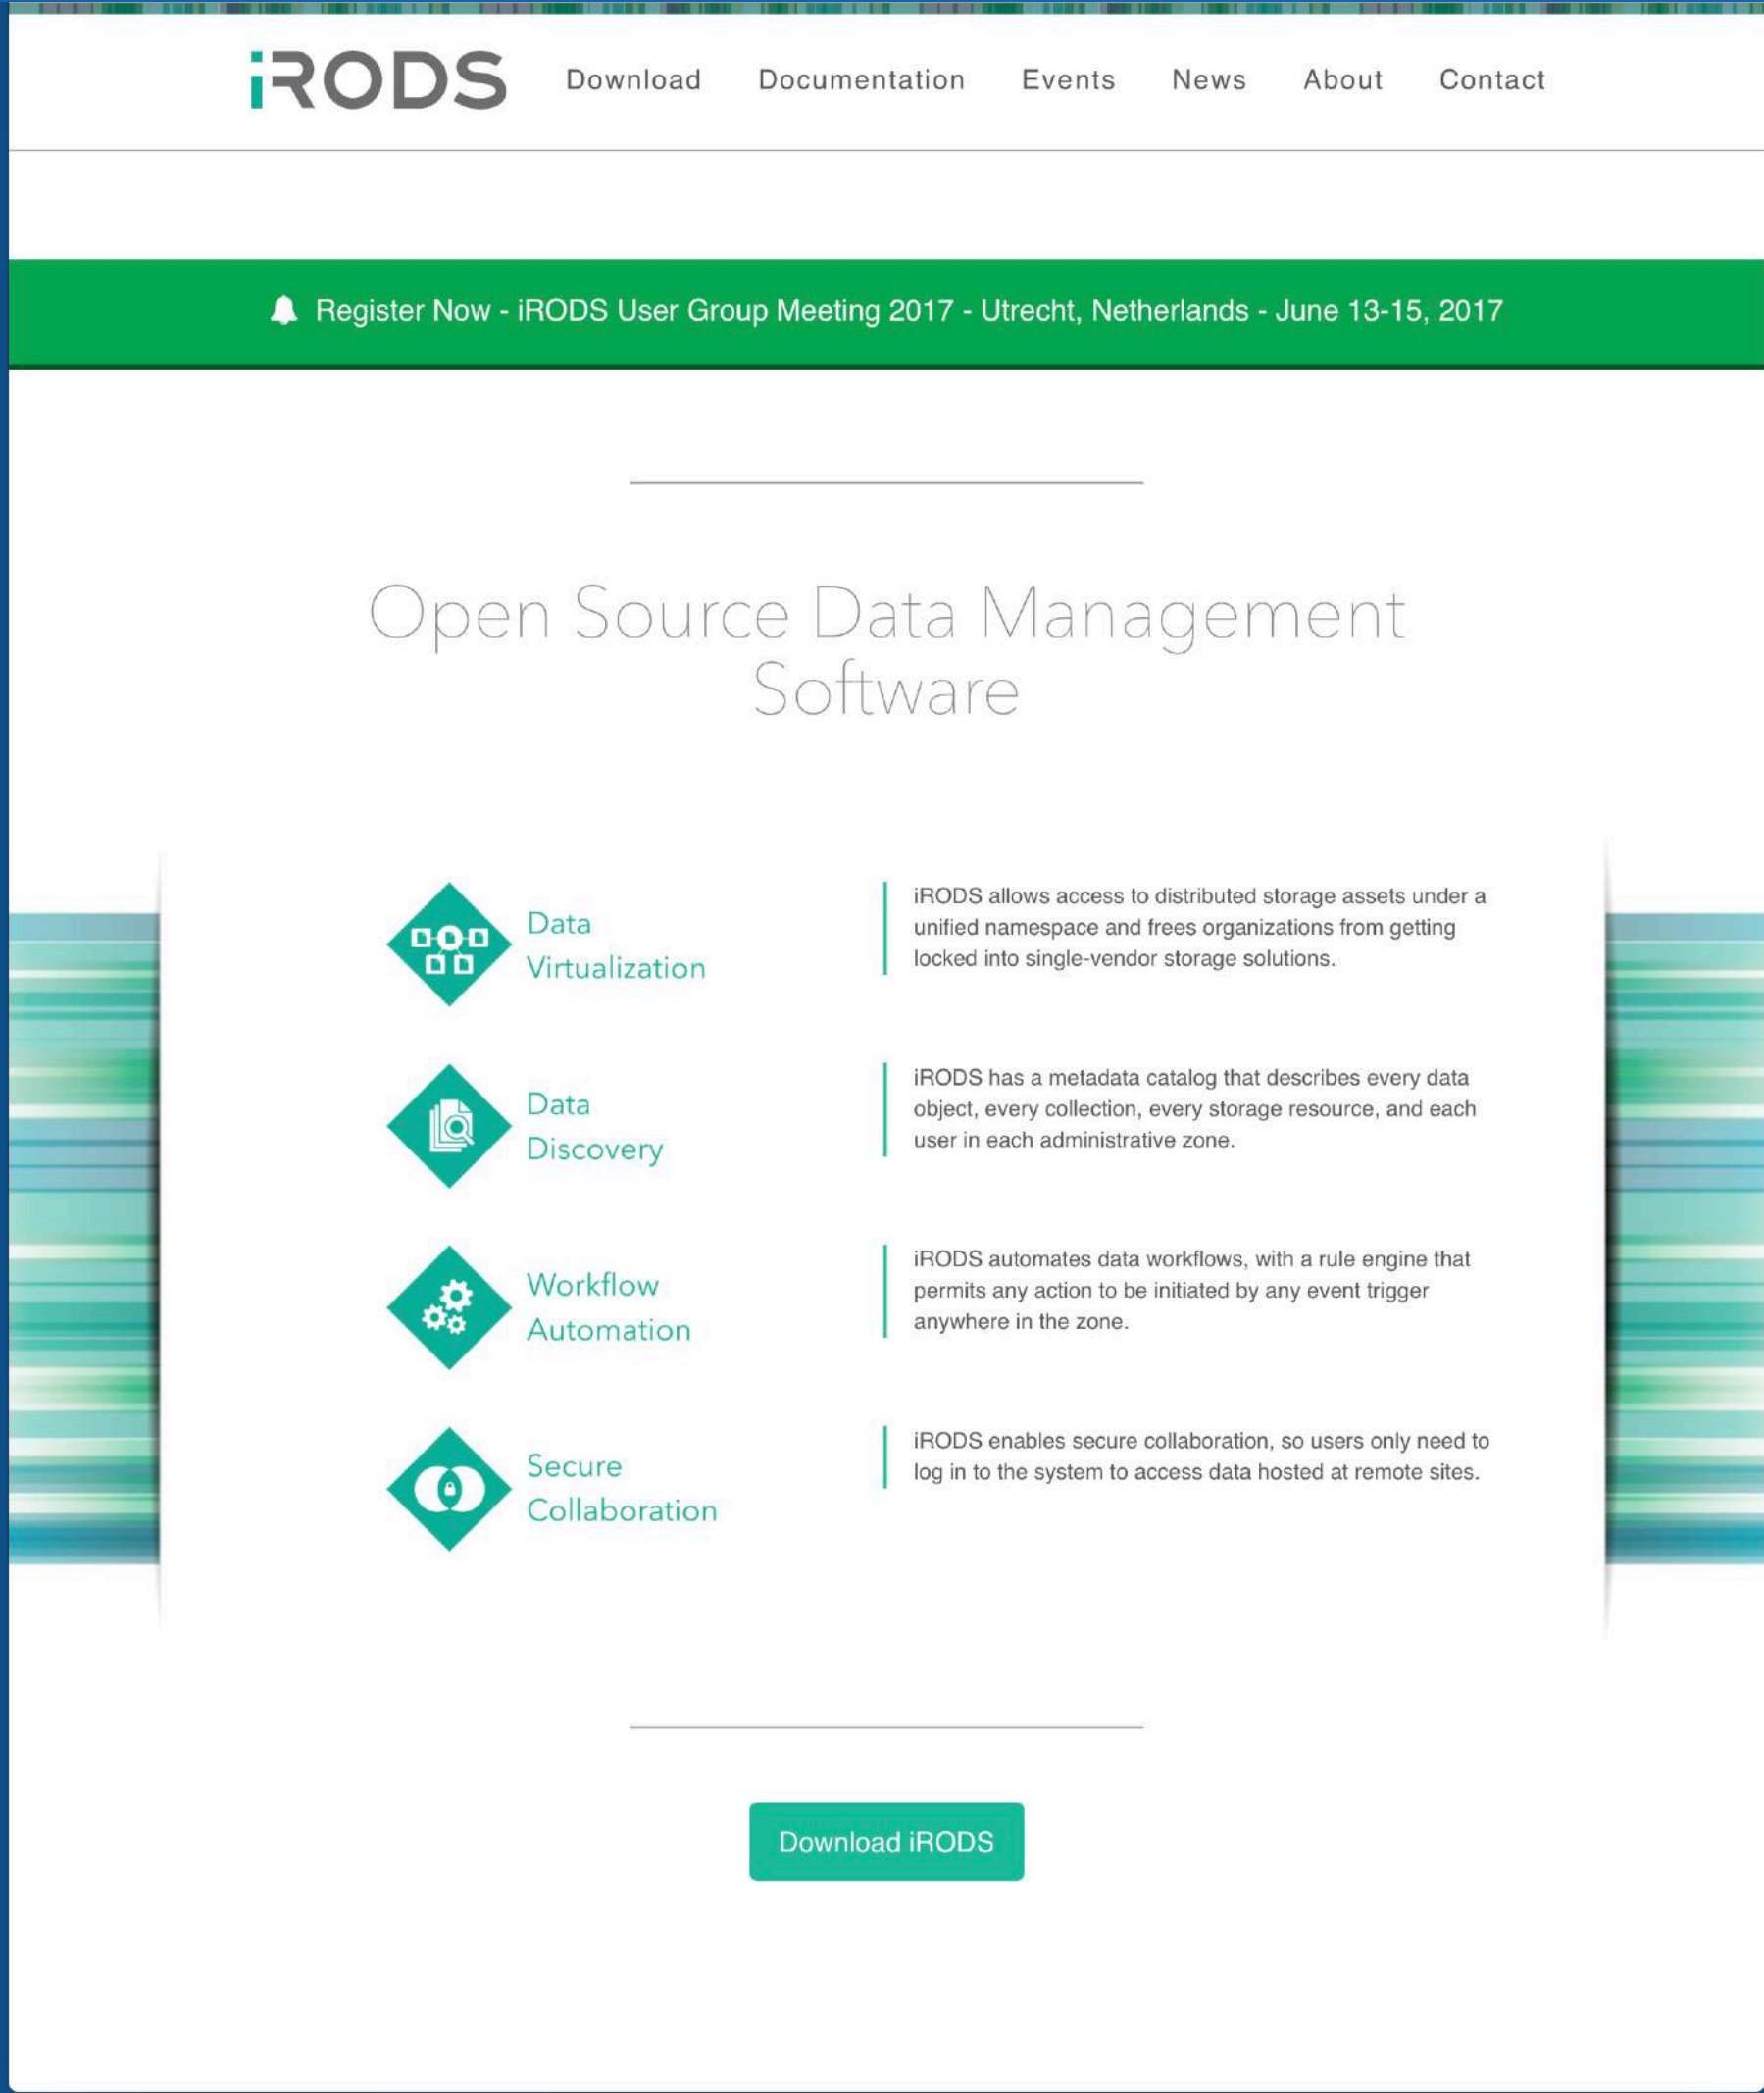 iRODS
Download Documentation Events News About Contact
Register Now - iRODS User Group Meeting 2017 - Utrecht, Netherlands - June 13-15, 2017
Open Source Data Management
Software
Data
Virtualization
iRODS allows access to distributed storage assets under a
unified namespace and frees organizations from getting
locked into single-vendor storage solutions.
Data
Discovery
iRODS has a metadata catalog that describes every data
object, every collection, every storage resource, and each
user in each administrative zone.
Workflow
Automation
iRODS automates data workflows, with a rule engine that
permits any action to be initiated by any event trigger
anywhere in the zone.
Secure
Collaboration
iRODS enables secure collaboration, so users only need to
log in to the system to access data hosted at remote sites.
Download iRODS